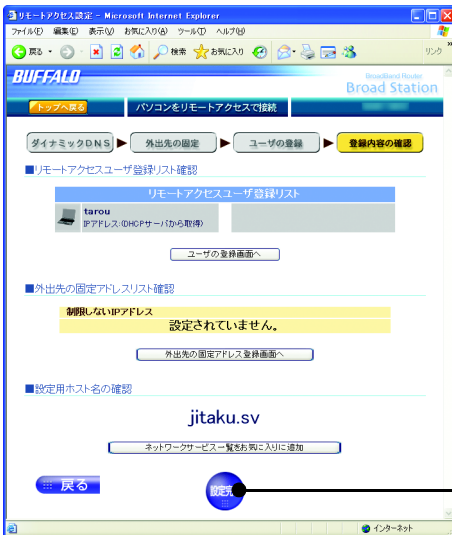 リモートアクセス設定 - Microsoft Internet Explorer
ファイル(F) 編集(E) 表示(V) お気に入り(A) ツール(T) ヘルプ(H)
戻る 検索 お気に入り リンク »
BUFFALO
BroadBand Router
Broad Station
トップへ戻る パソコンをリモートアクセスで接続
ダイナミックDNS 外出先の固定 ユーザの登録 登録内容の確認
■リモートアクセスユーザ登録リスト確認
リモートアクセスユーザ登録リスト
tarou
IPアドレス:(DHCPサーバから取得)
ユーザの登録画面へ
■外出先の固定アドレスリスト確認
制限しないIPアドレス
設定されていません。
外出先の固定アドレス登録画面へ
■設定用ホスト名の確認
jitaku.sv
ネットワークサービス一覧をお気に入りに追加
戻る 設定完
インターネット